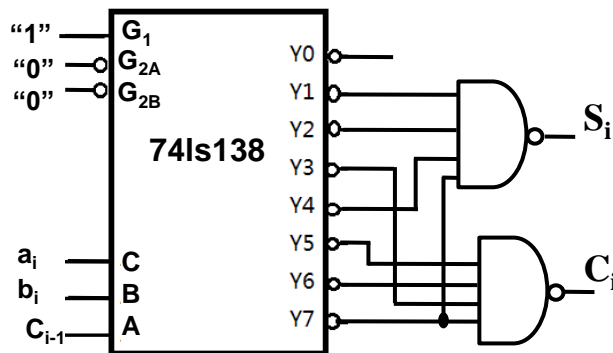 “1”
G₁
“0”
G₂A
“0”
G₂B
74ls138
Y0
Y1
Y2
Y3
Y4
Y5
Y6
Y7
aᵢ
C
bᵢ
B
Cᵢ₋₁
A
Sᵢ
Cᵢ